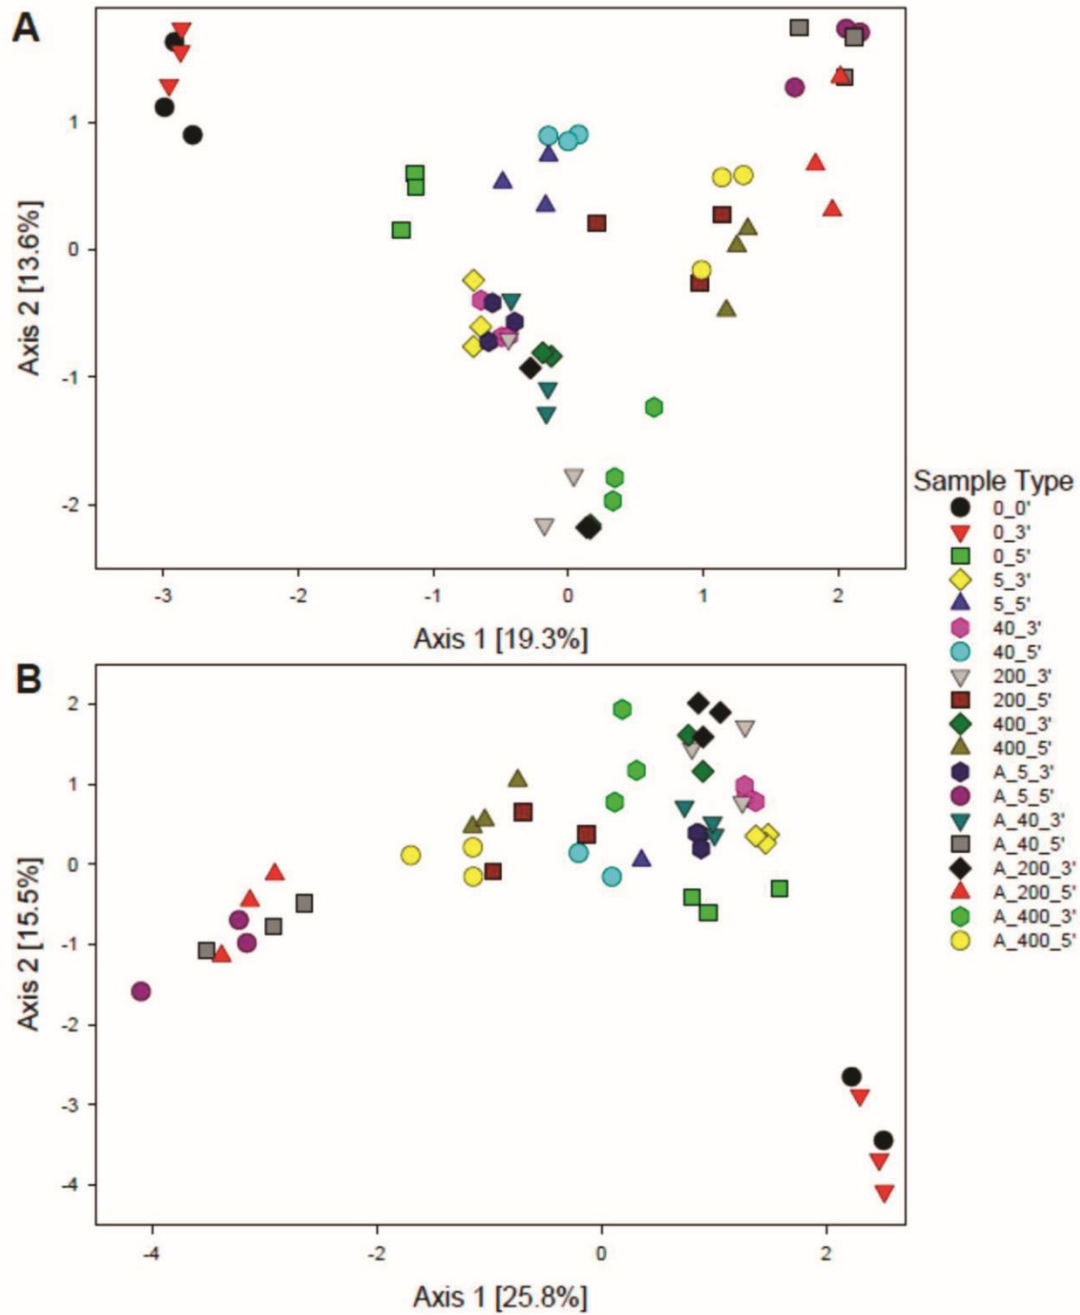 A
1
0
-1
-2
Axis 2 [13.6%]
-3
-2
-1
0
1
2
Axis 1 [19.3%]
Sample Type
0_0'
0_3'
0_5'
5_3'
5_5'
40_3'
40_5'
200_3'
200_5'
400_3'
400_5'
A_5_3'
A_5_5'
A_40_3'
A_40_5'
A_200_3'
A_200_5'
A_400_3'
A_400_5'
B
2
1
0
-1
-2
-3
-4
Axis 2 [15.5%]
-4
-2
0
2
Axis 1 [25.8%]